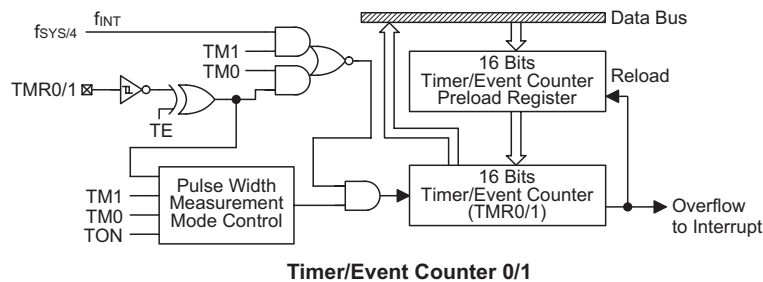 fSYS/4
fINT
TM1
TM0
TMR0/1
TE
TM1
TM0
TON
Pulse Width
Measurement
Mode Control
Data Bus
16 Bits
Timer/Event Counter
Preload Register
Reload
16 Bits
Timer/Event Counter
(TMR0/1)
Overflow
to Interrupt
Timer/Event Counter 0/1